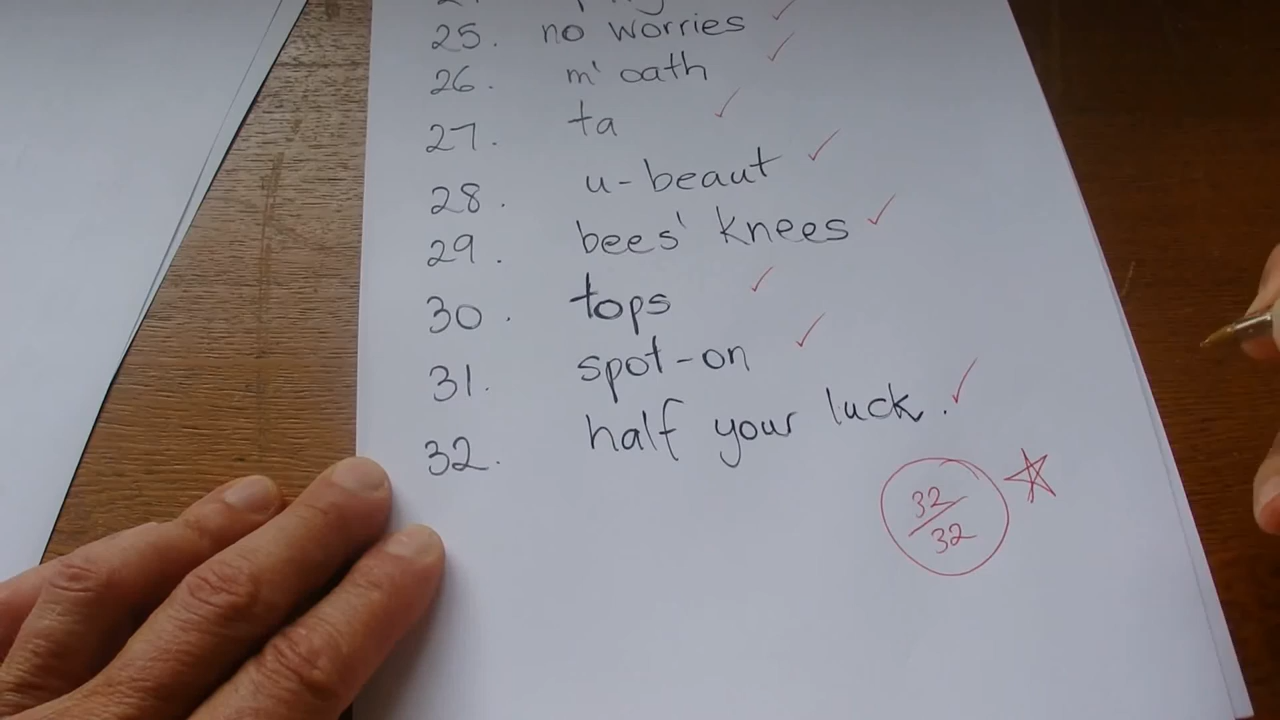 25. no worries
26. m' oath
27. ta
28. u-beaut
29. bees' knees
30. tops
31. spot-on
32. half your luck.
32/32